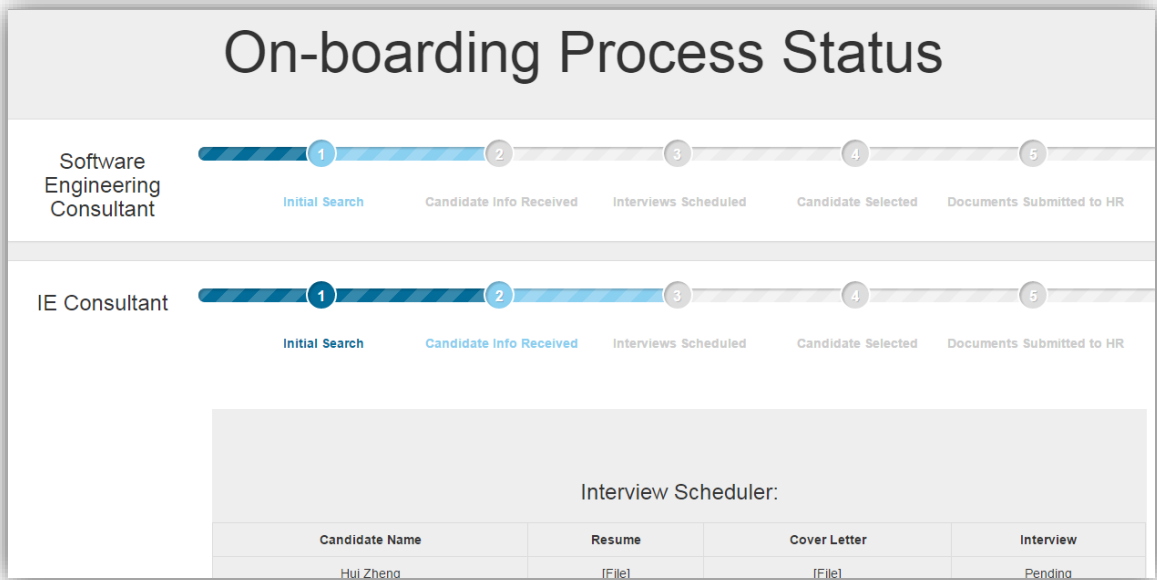 On-boarding Process Status
Software
Engineering
Consultant
1 2 3 4 5
Initial Search Candidate Info Received Interviews Scheduled Candidate Selected Documents Submitted to HR
IE Consultant
1 2 3 4 5
Initial Search Candidate Info Received Interviews Scheduled Candidate Selected Documents Submitted to HR
Interview Scheduler:
Candidate Name Resume Cover Letter Interview
Hui Zheng [File] [File] Pending